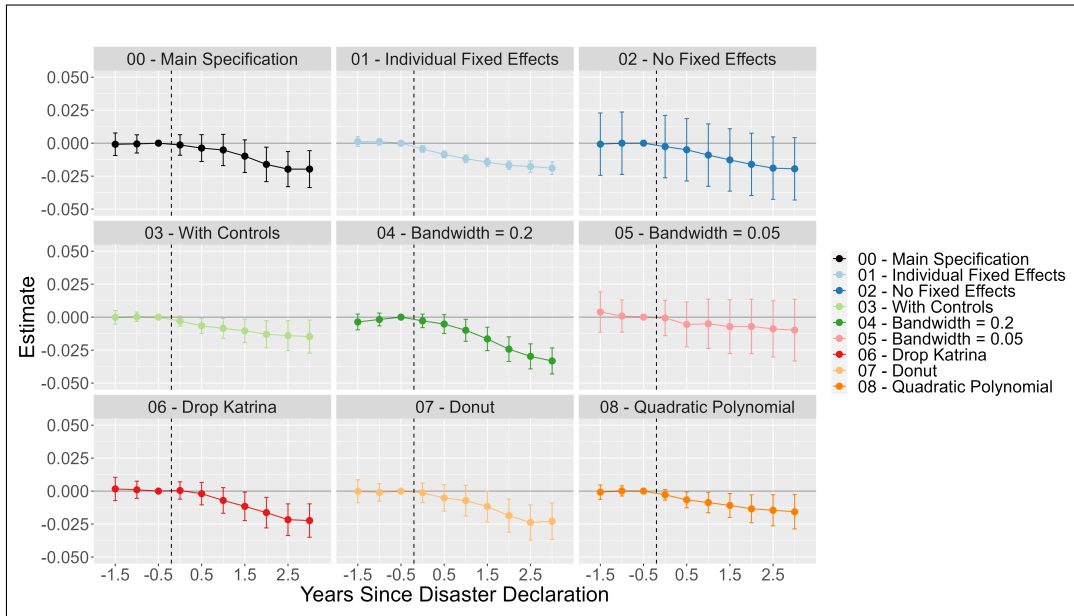 00 - Main Specification
01 - Individual Fixed Effects
02 - No Fixed Effects
0.050
0.025
0.000
-0.025
-0.050
03 - With Controls
04 - Bandwidth = 0.2
05 - Bandwidth = 0.05
0.050
0.025
0.000
-0.025
-0.050
06 - Drop Katrina
07 - Donut
08 - Quadratic Polynomial
0.050
0.025
0.000
-0.025
-0.050
-1.5 -0.5 0.5 1.5 2.5
-1.5 -0.5 0.5 1.5 2.5
-1.5 -0.5 0.5 1.5 2.5
Estimate
Years Since Disaster Declaration
00 - Main Specification
01 - Individual Fixed Effects
02 - No Fixed Effects
03 - With Controls
04 - Bandwidth = 0.2
05 - Bandwidth = 0.05
06 - Drop Katrina
07 - Donut
08 - Quadratic Polynomial